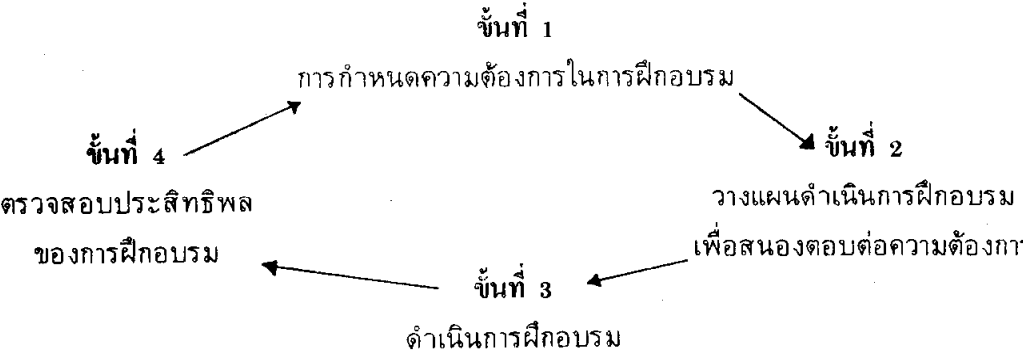 ขั้นที่ 1
การกำหนดความต้องการในการฝึกอบรม
ขั้นที่ 2
วางแผนดำเนินการฝึกอบรม
เพื่อสนองตอบต่อความต้องการ
ขั้นที่ 3
ดำเนินการฝึกอบรม
ขั้นที่ 4
ตรวจสอบประสิทธิพล
ของการฝึกอบรม